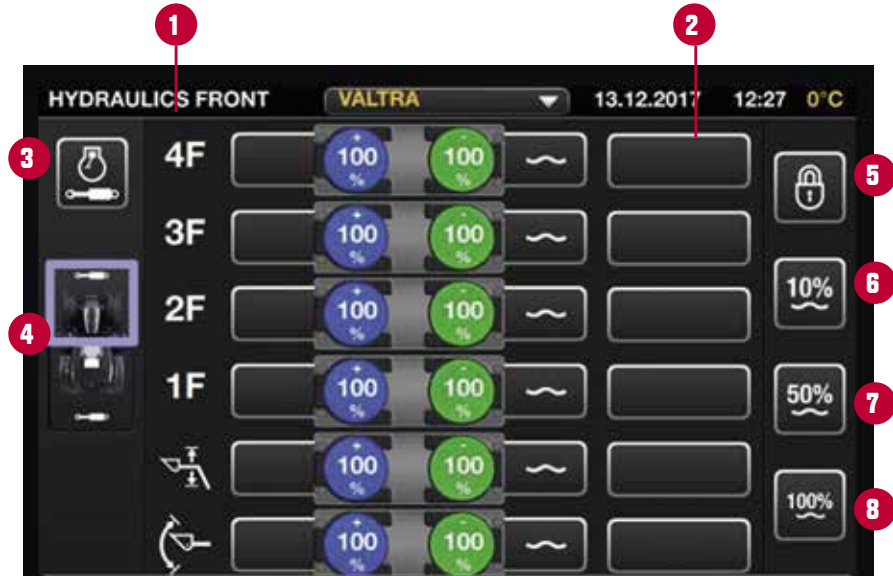 1 2
HYDRAULICS FRONT VALTRA 13.12.2017 12:27 0°C
3 4F + 100 % - 100 % 5
3F + 100 % - 100 %
10% 6
4 2F + 100 % - 100 %
1F + 100 % - 100 % 50% 7
+ 100 % - 100 %
100% 8
+ 100 % - 100 %